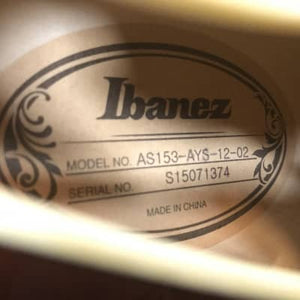 Ibanez
MODEL NO. AS153-AYS-12-02
SERIAL NO. S15071374
MADE IN CHINA